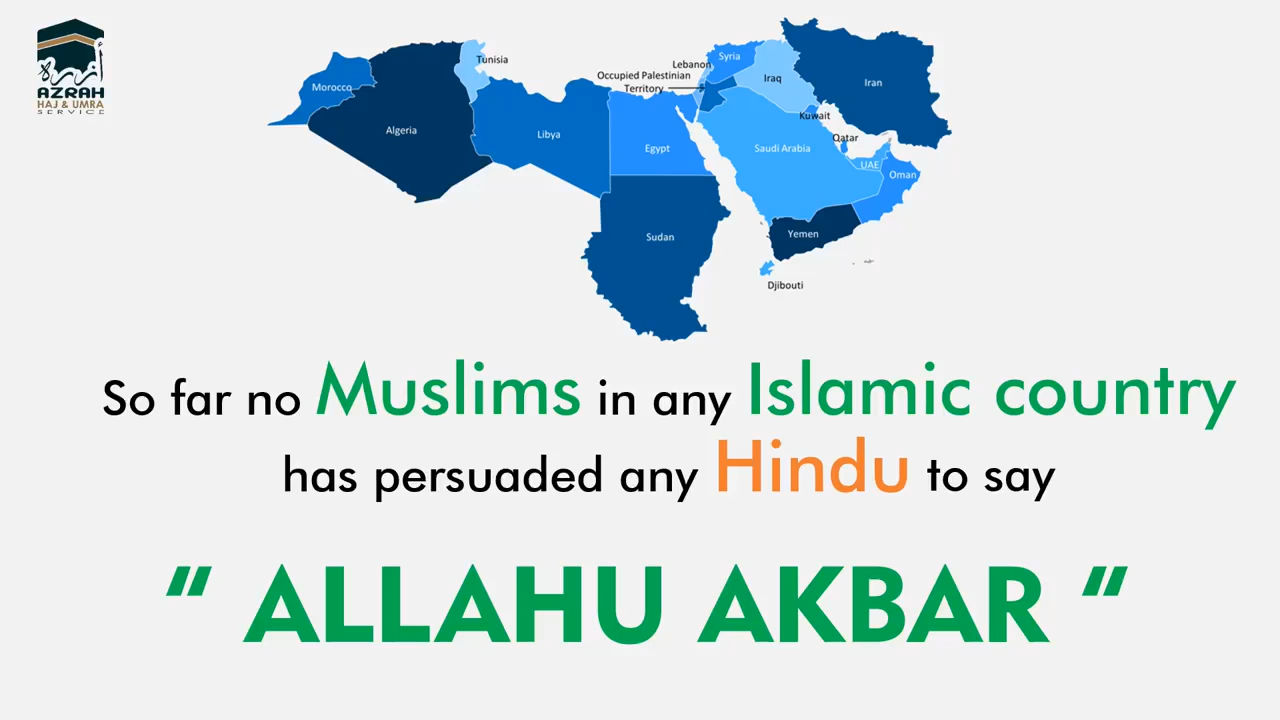 AZRAH
HAJ & UMRA
SERVICE
Tunisia
Morocco
Algeria
Libya
Egypt
Sudan
Occupied Palestinian
Territory
Lebanon
Syria
Iraq
Iran
Kuwait
Qatar
Saudi Arabia
UAE
Oman
Yemen
Djibouti
So far no Muslims in any Islamic country
has persuaded any Hindu to say
“ ALLAHU AKBAR “